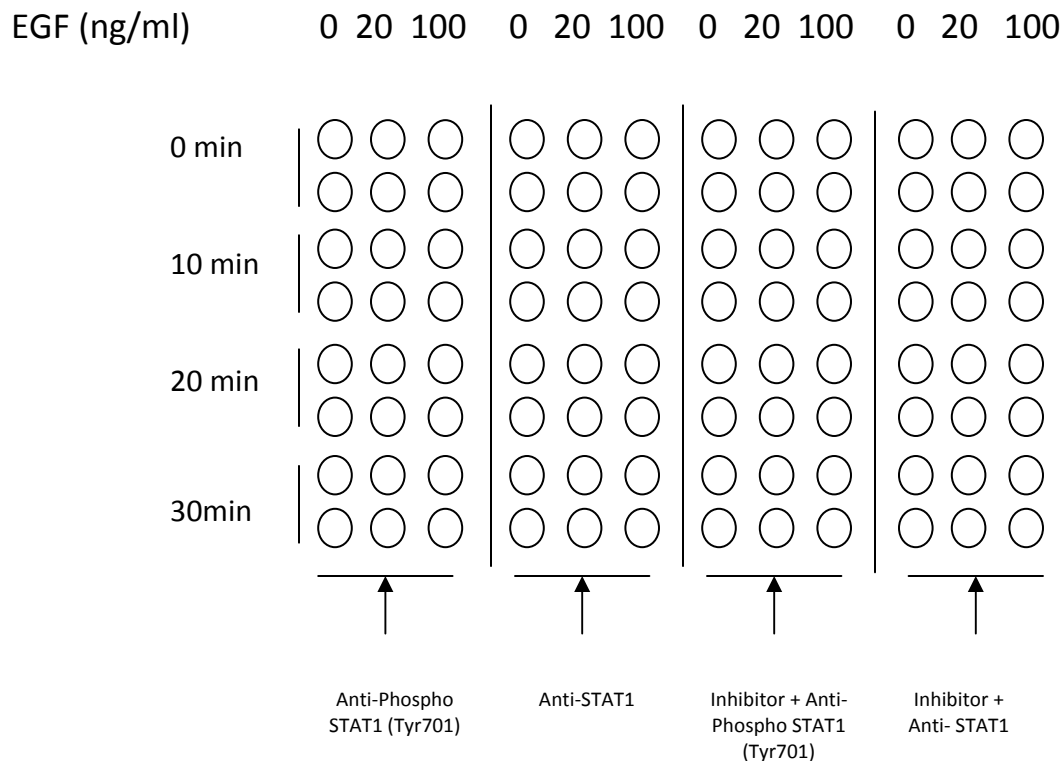 EGF (ng/ml) 0 20 100 0 20 100 0 20 100 0 20 100
0 min
10 min
20 min
30min
Anti-Phospho
STAT1 (Tyr701)
Anti-STAT1
Inhibitor + Anti-
Phospho STAT1
(Tyr701)
Inhibitor +
Anti- STAT1